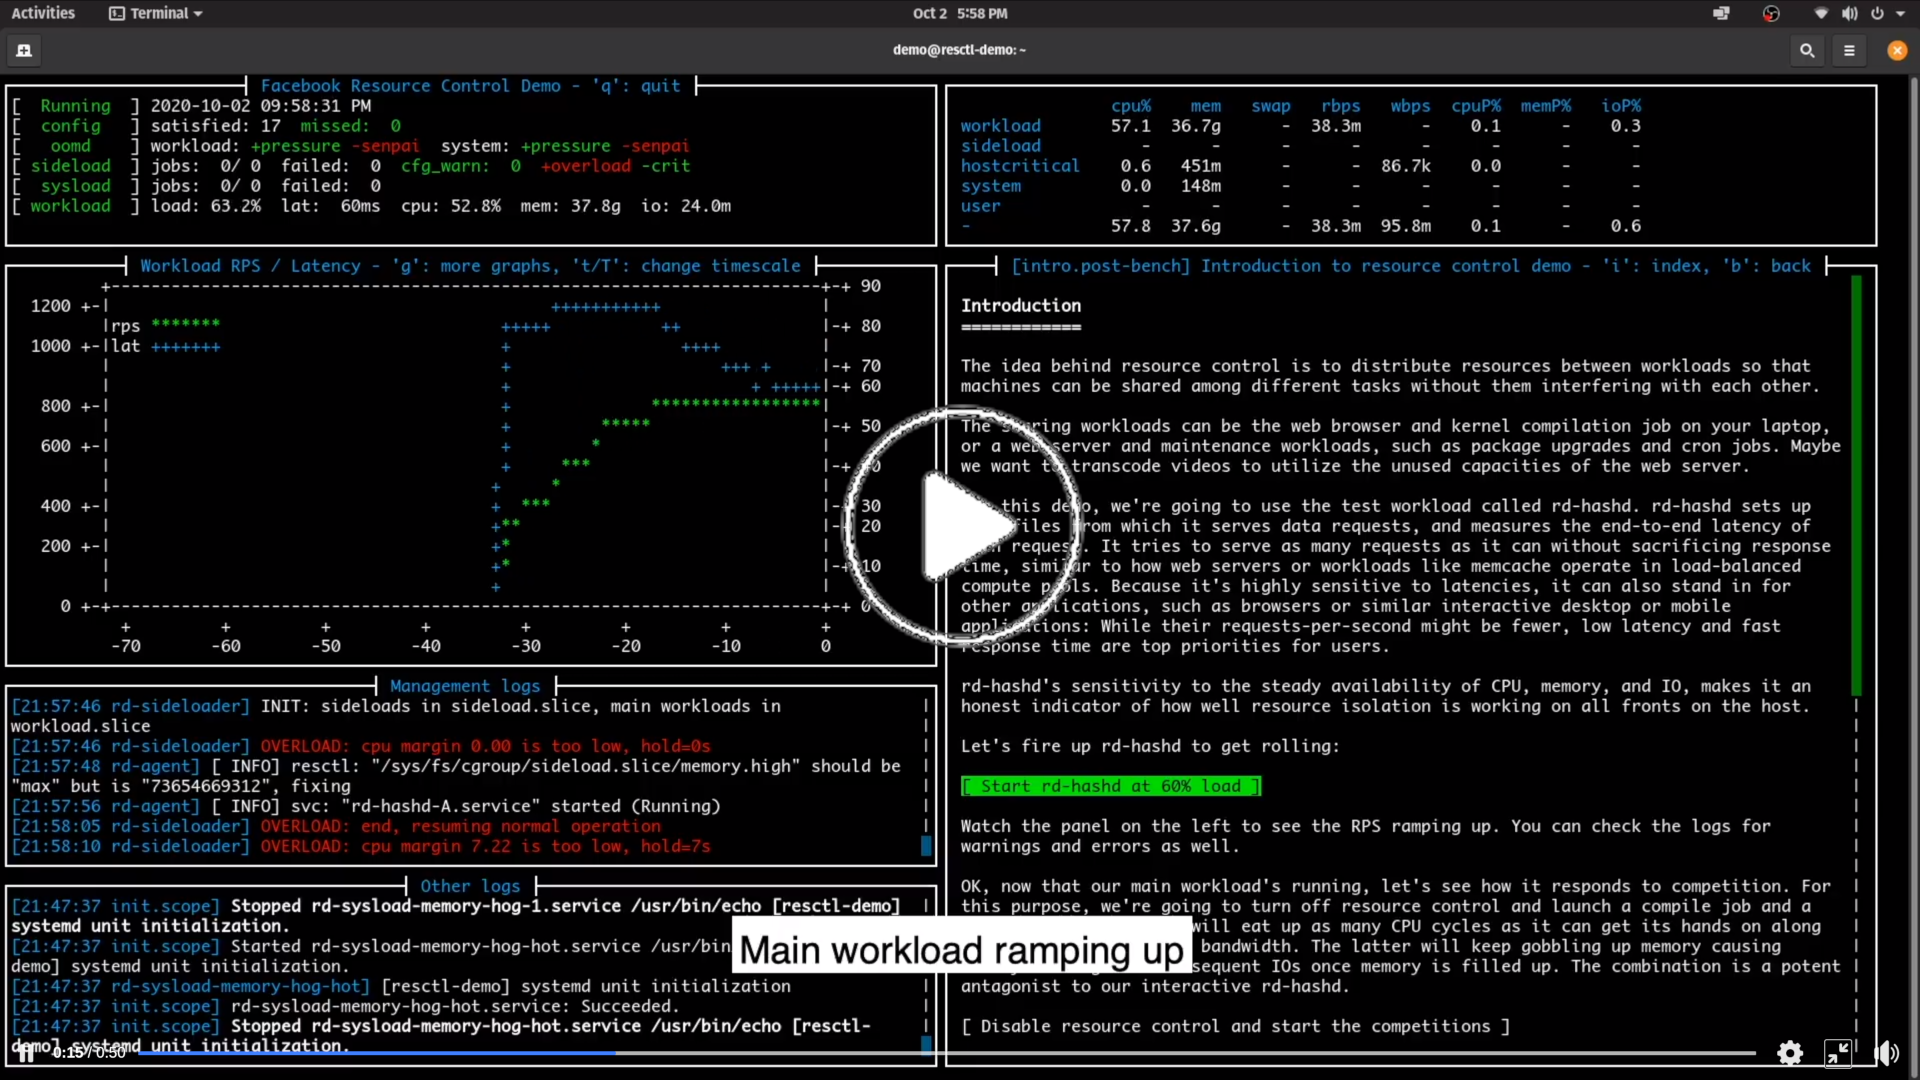 Activities
Terminal
Oct 2 5:58 PM
demo@resctl-demo: ~
Facebook Resource Control Demo - 'q': quit
[ Running ] 2020-10-02 09:58:31 PM
[ config ] satisfied: 17 missed: 0
[ oomd ] workload: +pressure -senpai system: +pressure -senpai
[ sideload ] jobs: 0/ 0 failed: 0 cfg_warn: 0 +overload -crit
[ sysload ] jobs: 0/ 0 failed: 0
[ workload ] load: 63.2% lat: 60ms cpu: 52.8% mem: 37.8g io: 24.0m
cpu% mem swap rbps wbps cpuP% memP% ioP%
workload 57.1 36.7g - 38.3m - 0.1 - 0.3
sideload - - - - - - - -
hostcritical 0.6 451m - - 86.7k 0.0 - -
system 0.0 148m - - - - - -
user - - - - - - - -
- 57.8 37.6g - 38.3m 95.8m 0.1 - 0.6
Workload RPS / Latency - 'g': more graphs, 't/T': change timescale
rps *******
lat +++++++
1200
1000
800
600
400
200
0
90
80
70
60
50
30
20
10
-70 -60 -50 -40 -30 -20 -10 0
Management logs
[21:57:46 rd-sideloader] INIT: sideloads in sideload.slice, main workloads in
workload.slice
[21:57:46 rd-sideloader] OVERLOAD: cpu margin 0.00 is too low, hold=0s
[21:57:48 rd-agent] [ INFO] resctl: "/sys/fs/cgroup/sideload.slice/memory.high" should be
"max" but is "73654669312", fixing
[21:57:56 rd-agent] [ INFO] svc: "rd-hashd-A.service" started (Running)
[21:58:05 rd-sideloader] OVERLOAD: end, resuming normal operation
[21:58:10 rd-sideloader] OVERLOAD: cpu margin 7.22 is too low, hold=7s
Other logs
[21:47:37 init.scope] Stopped rd-sysload-memory-hog-1.service /usr/bin/echo [resctl-demo]
systemd unit initialization.
[21:47:37 init.scope] Started rd-sysload-memory-hog-hot.service /usr/bin
demo] systemd unit initialization.
[21:47:37 rd-sysload-memory-hog-hot] [resctl-demo] systemd unit initialization
[21:47:37 init.scope] rd-sysload-memory-hog-hot.service: Succeeded.
[21:47:37 init.scope] Stopped rd-sysload-memory-hog-hot.service /usr/bin/echo [resctl-
demo] systemd unit initialization.
[intro.post-bench] Introduction to resource control demo - 'i': index, 'b': back
Introduction
============
The idea behind resource control is to distribute resources between workloads so that
machines can be shared among different tasks without them interfering with each other.
The workloads can be the web browser and kernel compilation job on your laptop,
or a web server and maintenance workloads, such as package upgrades and cron jobs. Maybe
we want to transcode videos to utilize the unused capacities of the web server.
this demo, we're going to use the test workload called rd-hashd. rd-hashd sets up
files from which it serves data requests, and measures the end-to-end latency of
request. It tries to serve as many requests as it can without sacrificing response
time, similar to how web servers or workloads like memcache operate in load-balanced
compute pools. Because it's highly sensitive to latencies, it can also stand in for
other applications, such as browsers or similar interactive desktop or mobile
applications: While their requests-per-second might be fewer, low latency and fast
response time are top priorities for users.
rd-hashd's sensitivity to the steady availability of CPU, memory, and IO, makes it an
honest indicator of how well resource isolation is working on all fronts on the host.
Let's fire up rd-hashd to get rolling:
[ Start rd-hashd at 60% load ]
Watch the panel on the left to see the RPS ramping up. You can check the logs for
warnings and errors as well.
OK, now that our main workload's running, let's see how it responds to competition. For
this purpose, we're going to turn off resource control and launch a compile job and a
will eat up as many CPU cycles as it can get its hands on along
bandwidth. The latter will keep gobbling up memory causing
sequent IOs once memory is filled up. The combination is a potent
antagonist to our interactive rd-hashd.
[ Disable resource control and start the competitions ]
Main workload ramping up
0:15 / 0:50